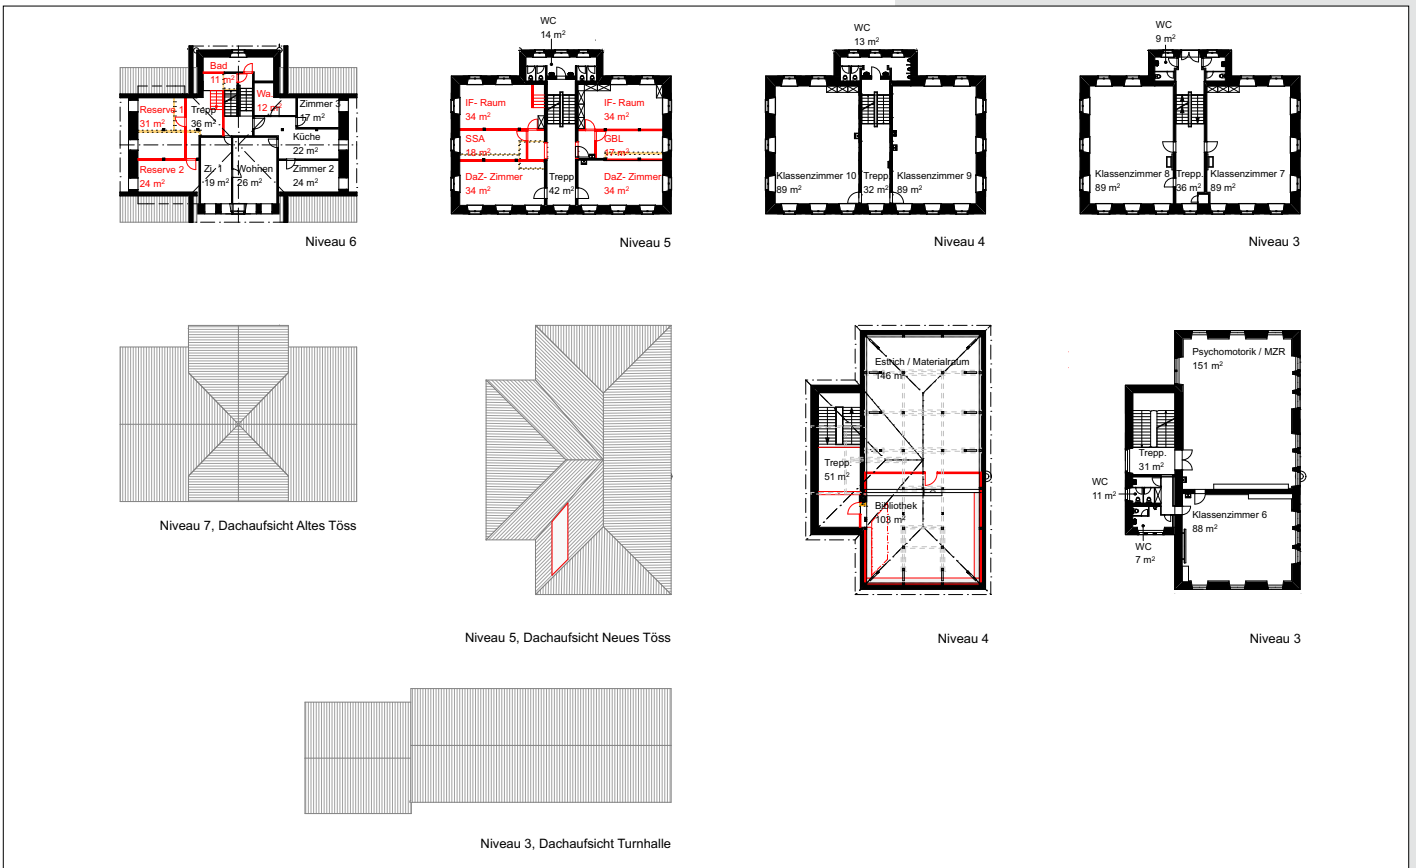 Bad
11 m²
Wa.
12 m²
Reserve 1
31 m²
Trepp.
36 m²
Zimmer 3
17 m²
Küche
22 m²
Reserve 2
24 m²
Zi. 1
19 m²
Wohnen
26 m²
Zimmer 2
24 m²
Niveau 6
WC
14 m²
IF- Raum
34 m²
IF- Raum
34 m²
SSA
18 m²
GBL
17 m²
DaZ- Zimmer
34 m²
Trepp.
42 m²
DaZ- Zimmer
34 m²
Niveau 5
WC
13 m²
Klassenzimmer 10
89 m²
Trepp.
32 m²
Klassenzimmer 9
89 m²
Niveau 4
WC
9 m²
Klassenzimmer 8
89 m²
Trepp.
36 m²
Klassenzimmer 7
89 m²
Niveau 3
Niveau 7, Dachaufsicht Altes Töss
Niveau 5, Dachaufsicht Neues Töss
Estrich / Materialraum
146 m²
Trepp.
51 m²
Bibliothek
103 m²
Niveau 4
Psychomotorik / MZR
151 m²
Trepp.
31 m²
WC
11 m²
Klassenzimmer 6
88 m²
WC
7 m²
Niveau 3
Niveau 3, Dachaufsicht Turnhalle